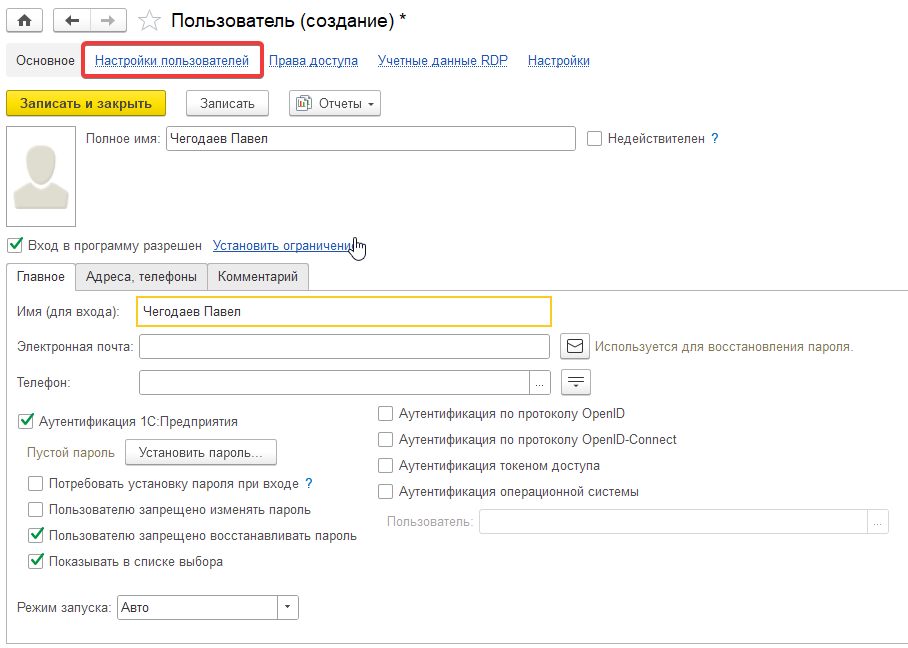 Пользователь (создание) *
Основное Настройки пользователей Права доступа Учетные данные RDP Настройки
Записать и закрыть Записать Отчеты
Полное имя: Чегодаев Павел Недействителен ?
Вход в программу разрешен Установить ограничени
Главное Адреса, телефоны Комментарий
Имя (для входа): Чегодаев Павел
Электронная почта: Используется для восстановления пароля.
Телефон: ...
Аутентификация 1С:Предприятия
Пустой пароль Установить пароль...
Потребовать установку пароля при входе ?
Пользователю запрещено изменять пароль
Пользователю запрещено восстанавливать пароль
Показывать в списке выбора
Аутентификация по протоколу OpenID
Аутентификация по протоколу OpenID-Connect
Аутентификация токеном доступа
Аутентификация операционной системы
Пользователь: ...
Режим запуска: Авто